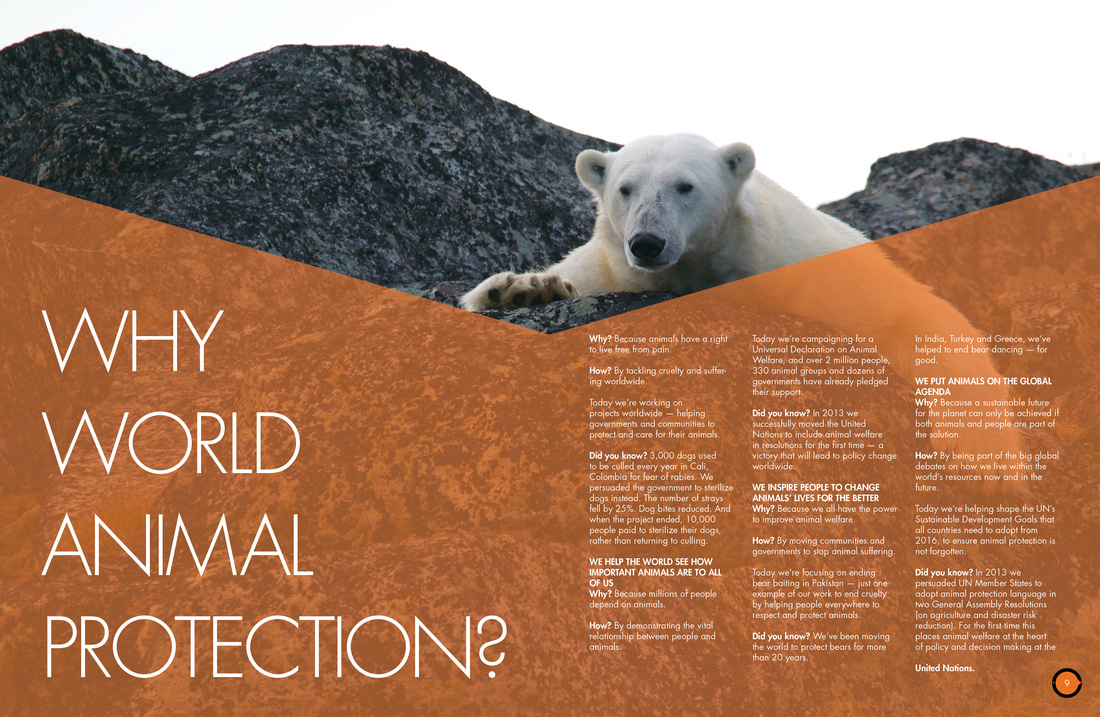 WHY
WORLD
ANIMAL
PROTECTION?
Why? Because animals have a right
to live free from pain.
How? By tackling cruelty and suffer-
ing worldwide.
Today we're working on
projects worldwide — helping
governments and communities to
protect and care for their animals.
Did you know? 3,000 dogs used
to be culled every year in Cali,
Colombia for fear of rabies. We
persuaded the government to sterilize
dogs instead. The number of strays
fell by 25%. Dog bites reduced. And
when the project ended, 10,000
people paid to sterilize their dogs,
rather than returning to culling.
WE HELP THE WORLD SEE HOW
IMPORTANT ANIMALS ARE TO ALL
OF US
Why? Because millions of people
depend on animals.
How? By demonstrating the vital
relationship between people and
animals.
Today we're campaigning for a
Universal Declaration on Animal
Welfare, and over 2 million people,
330 animal groups and dozens of
governments have already pledged
their support.
Did you know? In 2013 we
successfully moved the United
Nations to include animal welfare
in resolutions for the first time — a
victory that will lead to policy change
worldwide.
WE INSPIRE PEOPLE TO CHANGE
ANIMALS' LIVES FOR THE BETTER
Why? Because we all have the power
to improve animal welfare.
How? By moving communities and
governments to stop animal suffering.
Today we're focusing on ending
bear baiting in Pakistan — just one
example of our work to end cruelty
by helping people everywhere to
respect and protect animals.
Did you know? We've been moving
the world to protect bears for more
than 20 years.
In India, Turkey and Greece, we've
helped to end bear dancing — for
good.
WE PUT ANIMALS ON THE GLOBAL
AGENDA
Why? Because a sustainable future
for the planet can only be achieved if
both animals and people are part of
the solution.
How? By being part of the big global
debates on how we live within the
world's resources now and in the
future.
Today we're helping shape the UN's
Sustainable Development Goals that
all countries need to adopt from
2016, to ensure animal protection is
not forgotten.
Did you know? In 2013 we
persuaded UN Member States to
adopt animal protection language in
two General Assembly Resolutions
(on agriculture and disaster risk
reduction). For the first time this
places animal welfare at the heart
of policy and decision making at the
United Nations.
9